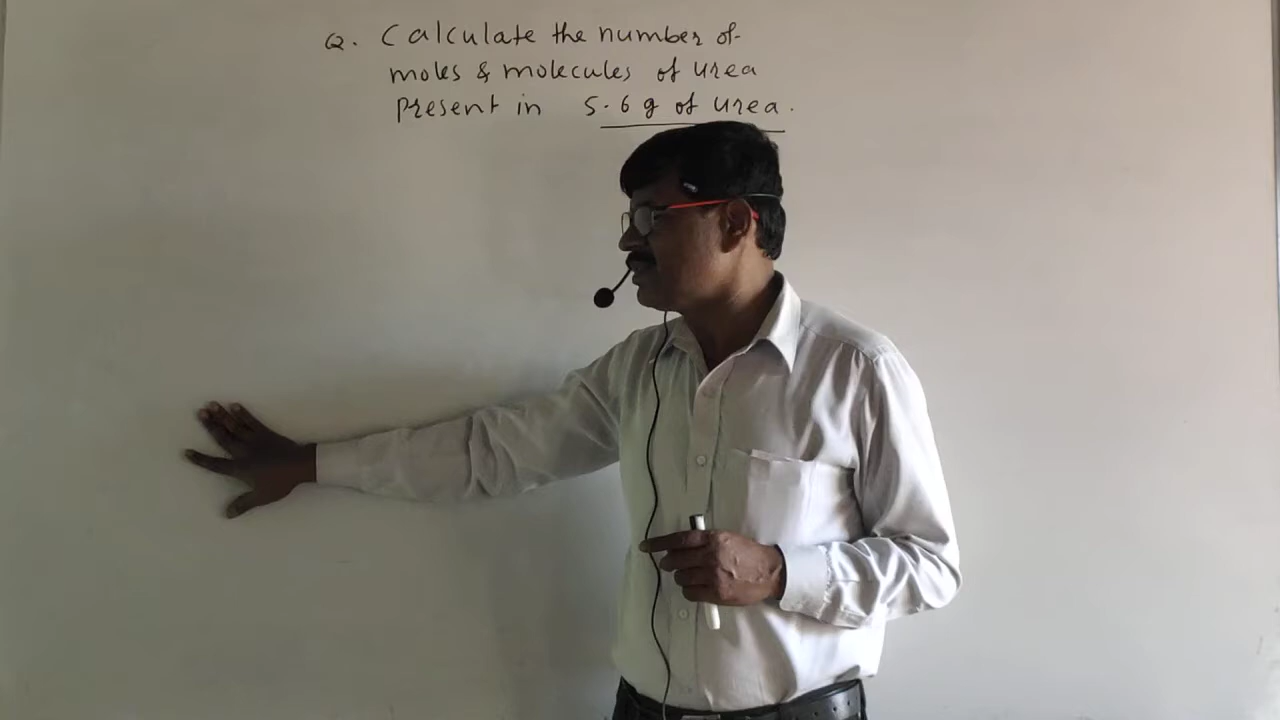 Q. Calculate the number of
moles & molecules of urea
present in 5.6 g of urea.